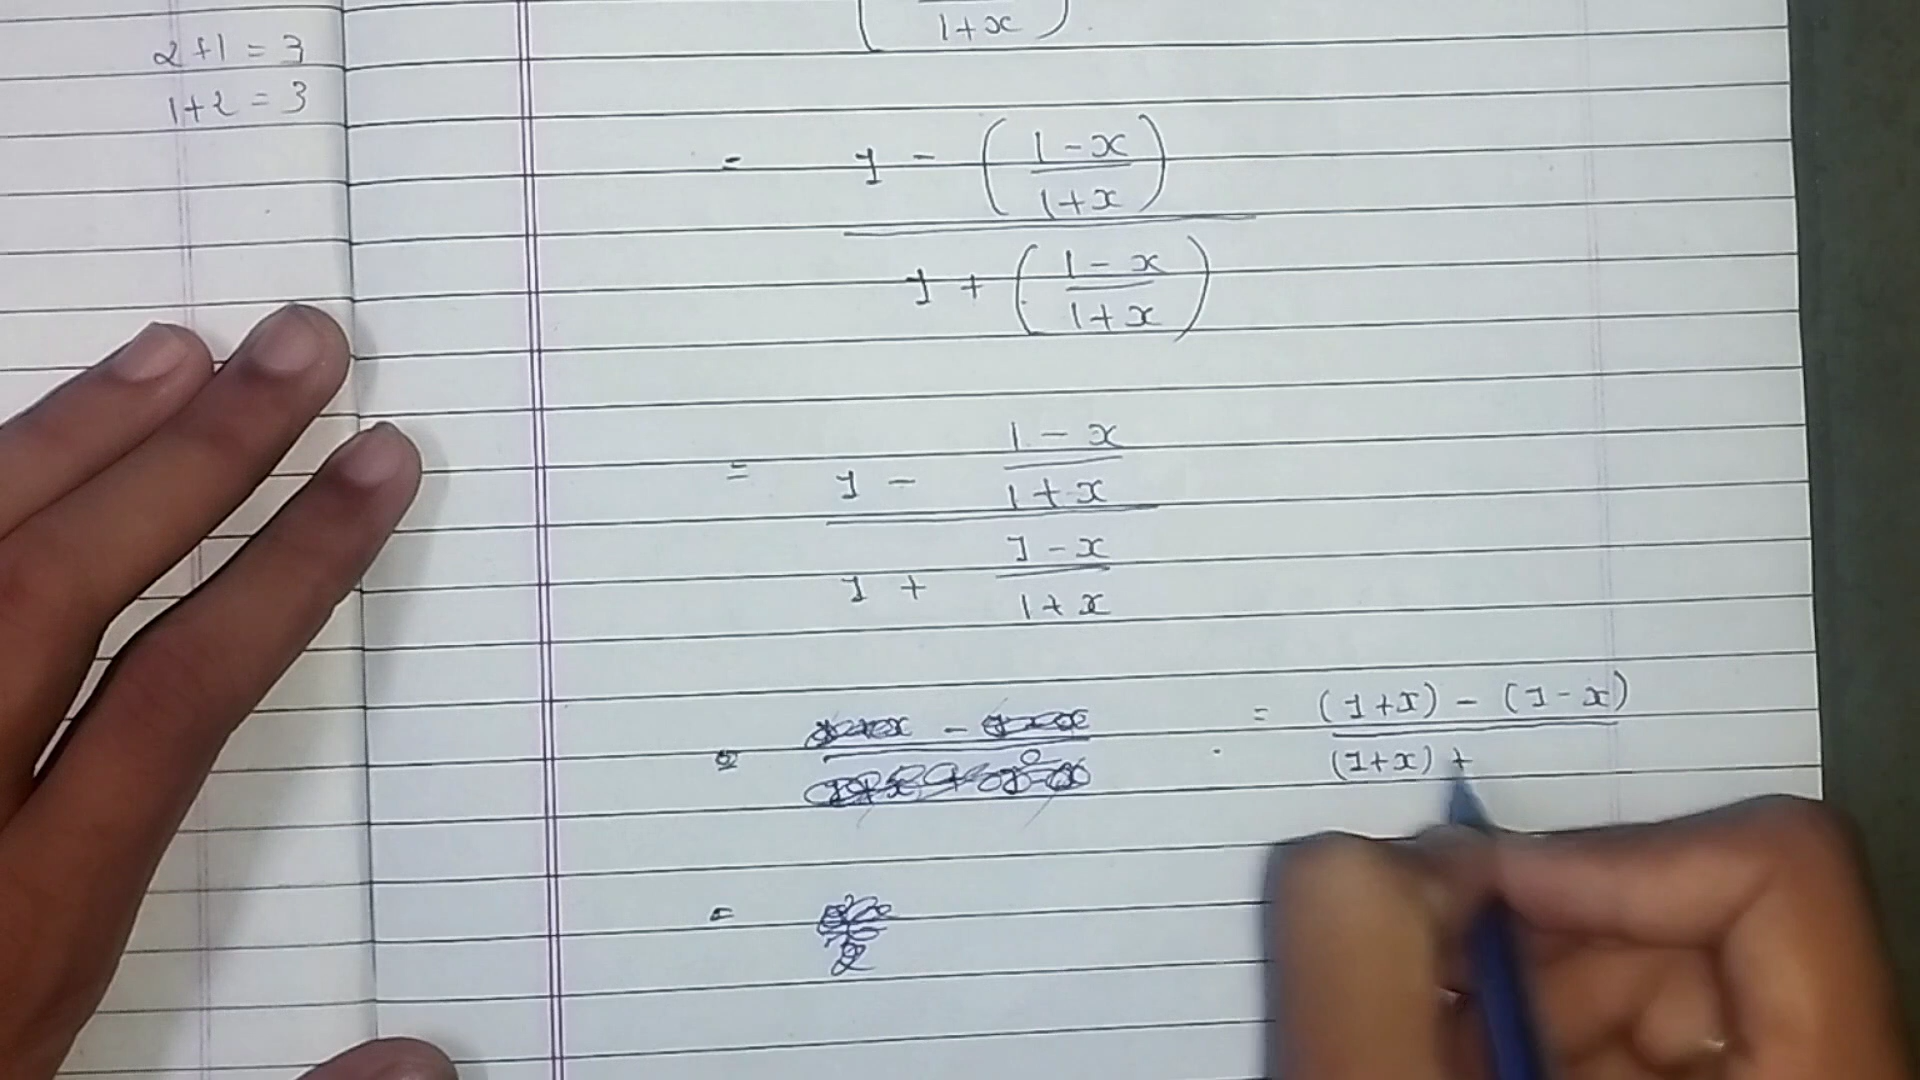 2+1 = 3
1+2 = 3
1+x
= 1 - (1-x
1+x)
1 + (1-x
1+x)
1-x
= 1 -
1+x
1-x
1 +
1+x
= (1+x) - (1-x)
(1+x) +
=
2